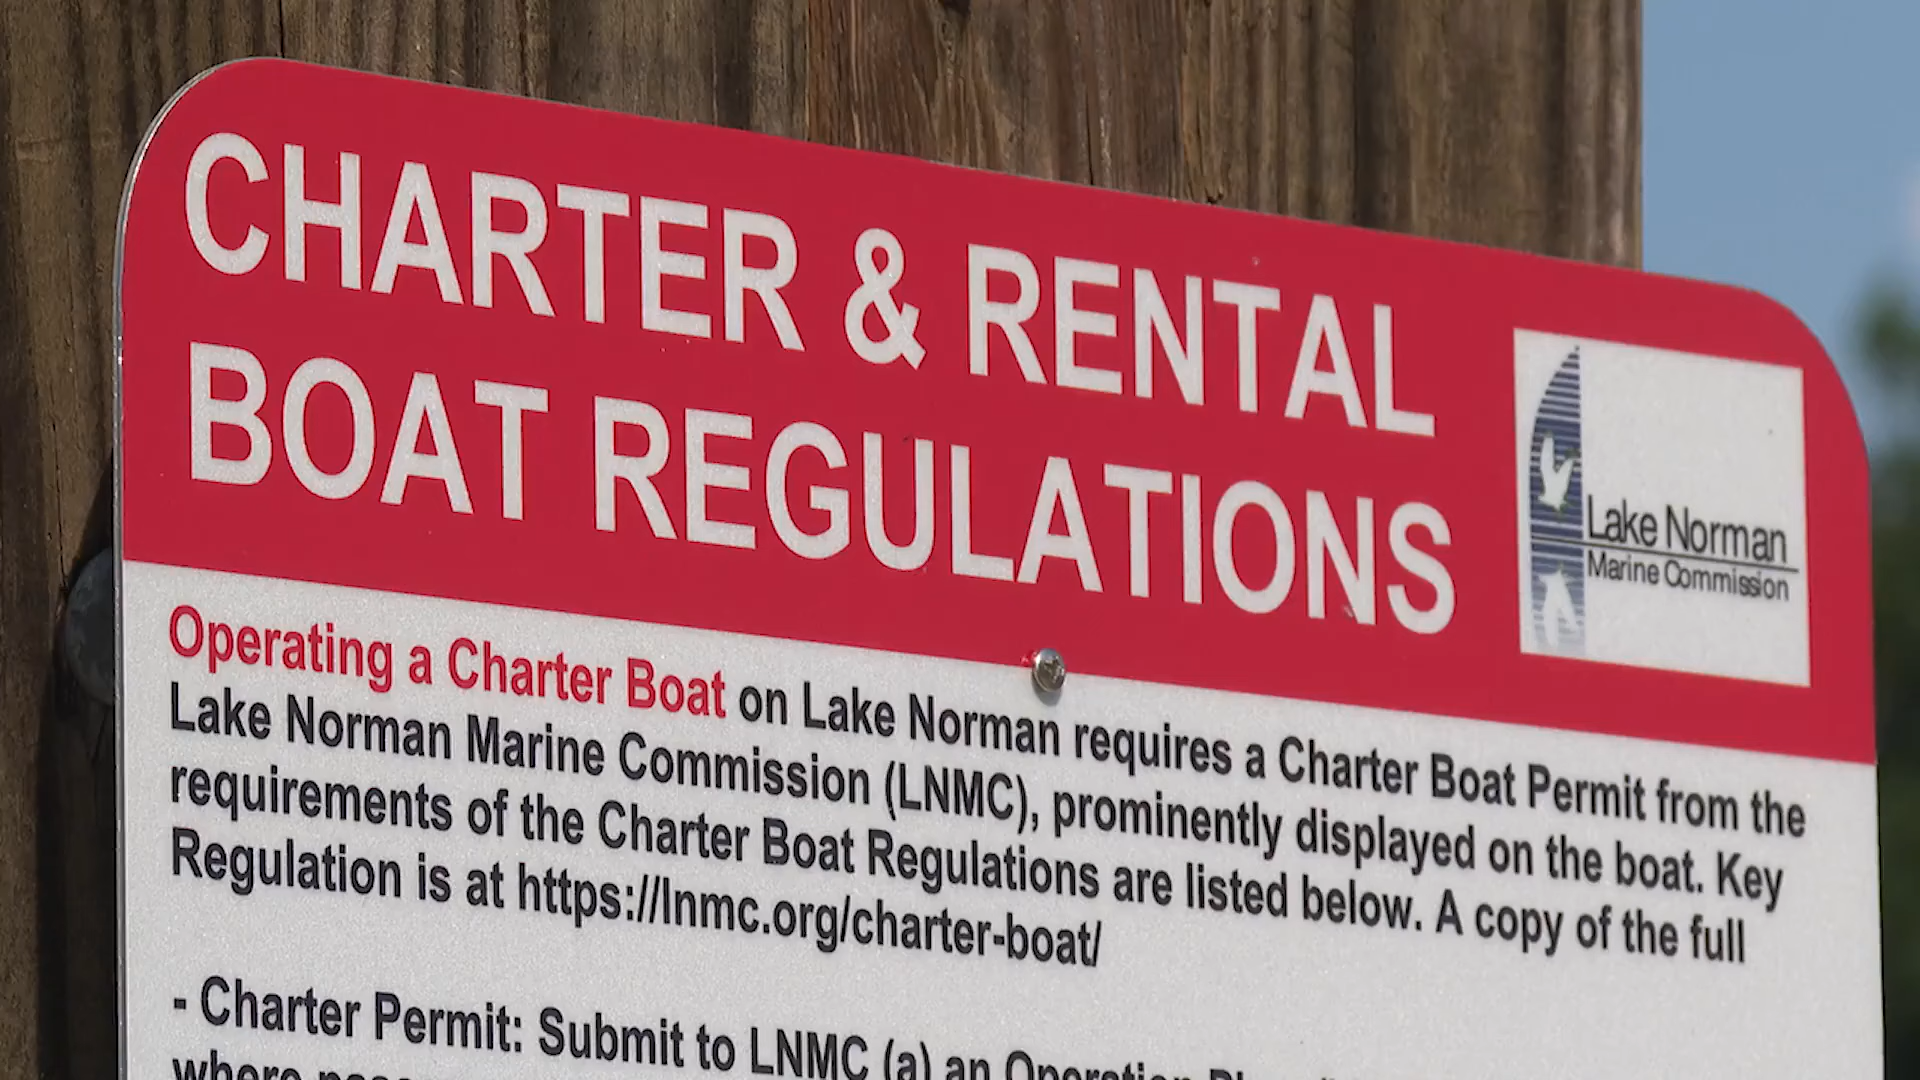 CHARTER & RENTAL
BOAT REGULATIONS
Lake Norman
Marine Commission
Operating a Charter Boat on Lake Norman requires a Charter Boat Permit from the
Lake Norman Marine Commission (LNMC), prominently displayed on the boat. Key
requirements of the Charter Boat Regulations are listed below. A copy of the full
Regulation is at https://lnmc.org/charter-boat/
- Charter Permit: Submit to LNMC (a) an Operation
where